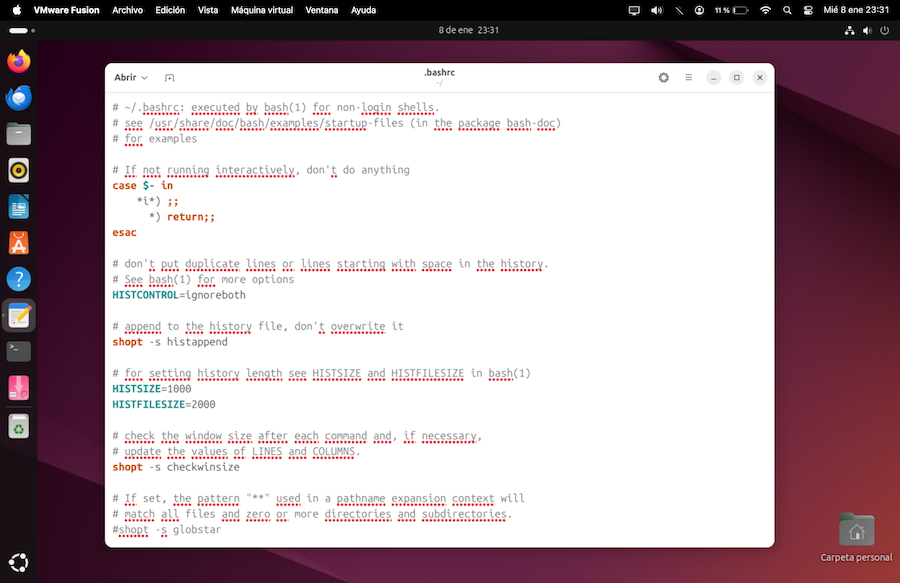 VMware Fusion Archivo Edición Vista Máquina virtual Ventana Ayuda 11 % Mié 8 ene 23:31
8 de ene 23:31
Abrir .bashrc
~/
# ~/.bashrc: executed by bash(1) for non-login shells.
# see /usr/share/doc/bash/examples/startup-files (in the package bash-doc)
# for examples
# If not running interactively, don't do anything
case $- in
*i*) ;;
*) return;;
esac
# don't put duplicate lines or lines starting with space in the history.
# See bash(1) for more options
HISTCONTROL=ignoreboth
# append to the history file, don't overwrite it
shopt -s histappend
# for setting history length see HISTSIZE and HISTFILESIZE in bash(1)
HISTSIZE=1000
HISTFILESIZE=2000
# check the window size after each command and, if necessary,
# update the values of LINES and COLUMNS.
shopt -s checkwinsize
# If set, the pattern "**" used in a pathname expansion context will
# match all files and zero or more directories and subdirectories.
#shopt -s globstar
Carpeta personal